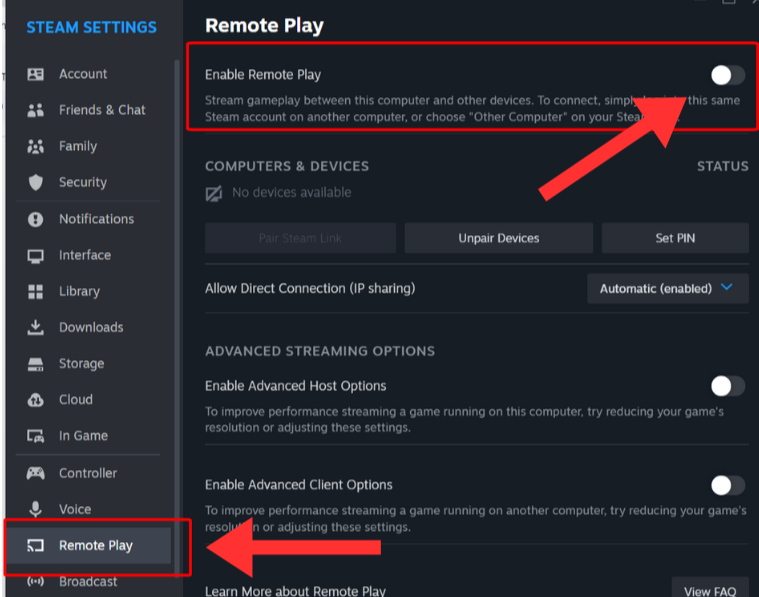 STEAM SETTINGS
Account
Friends & Chat
Family
Security
Notifications
Interface
Library
Downloads
Storage
Cloud
In Game
Controller
Voice
Remote Play
Broadcast
Remote Play
Enable Remote Play
Stream gameplay between this computer and other devices. To connect, simply this same
Steam account on another computer, or choose "Other Computer" on your
COMPUTERS & DEVICES STATUS
No devices available
Pair Steam Link Unpair Devices Set PIN
Allow Direct Connection (IP sharing) Automatic (enabled)
ADVANCED STREAMING OPTIONS
Enable Advanced Host Options
To improve performance streaming a game running on this computer, try reducing your game's
resolution or adjusting these settings.
Enable Advanced Client Options
To improve performance streaming a game running on another computer, try reducing your game's
resolution or adjusting these settings.
Learn More about Remote Play View FAQ